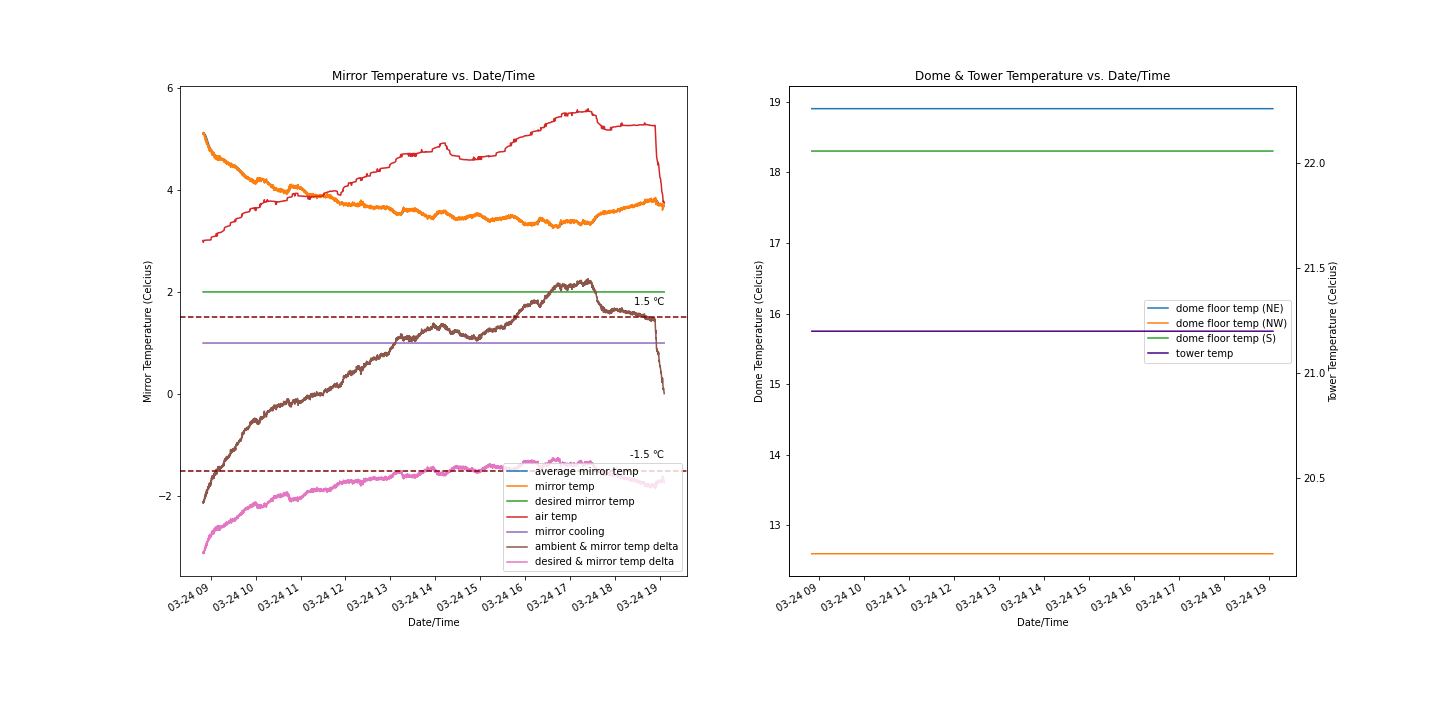 Mirror Temperature vs. Date/Time
Mirror Temperature (Celcius)
6
4
2
0
−2
1.5 °C
-1.5 °C
average mirror temp
mirror temp
desired mirror temp
air temp
mirror cooling
ambient & mirror temp delta
desired & mirror temp delta
03-24 09
03-24 10
03-24 11
03-24 12
03-24 13
03-24 14
03-24 15
03-24 16
03-24 17
03-24 18
03-24 19
Date/Time
Dome & Tower Temperature vs. Date/Time
Dome Temperature (Celcius)
19
18
17
16
15
14
13
dome floor temp (NE)
dome floor temp (NW)
dome floor temp (S)
tower temp
22.0
21.5
21.0
20.5
Tower Temperature (Celcius)
03-24 09
03-24 10
03-24 11
03-24 12
03-24 13
03-24 14
03-24 15
03-24 16
03-24 17
03-24 18
03-24 19
Date/Time